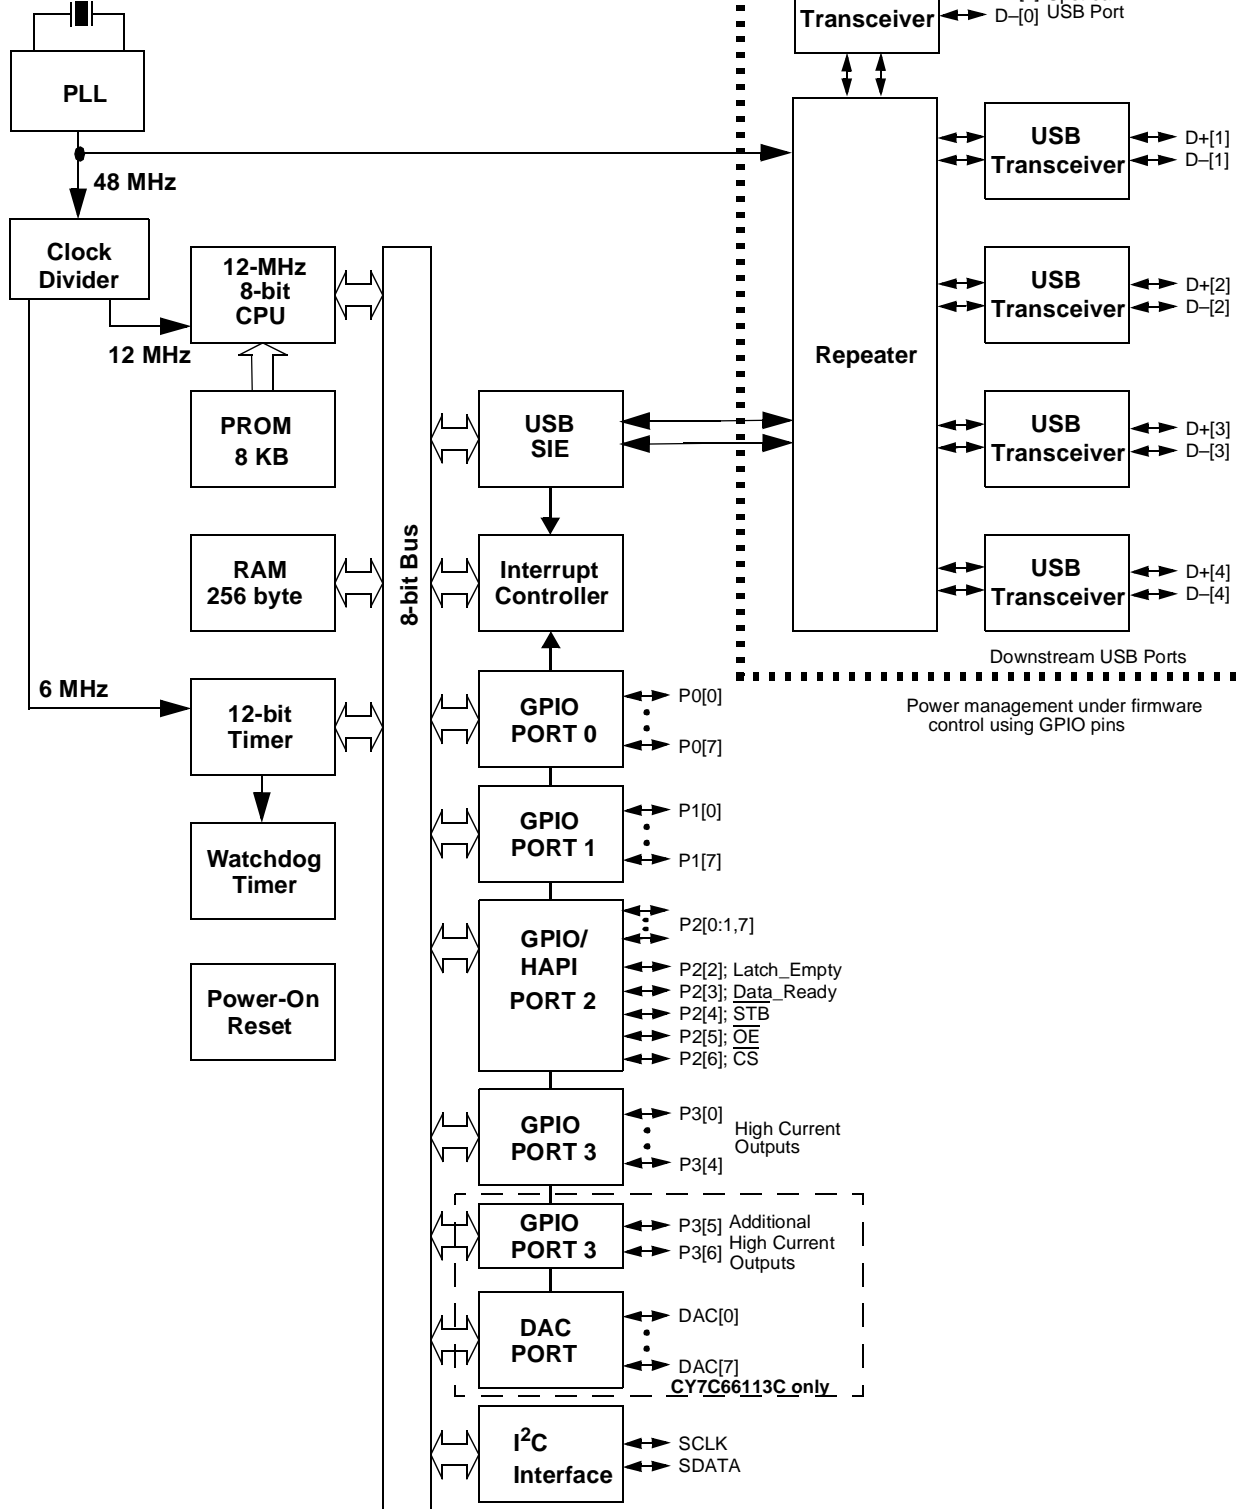 Transceiver
D–[0] USB Port
PLL
48 MHz
Clock
Divider
12-MHz
8-bit
CPU
12 MHz
PROM
8 KB
RAM
256 byte
6 MHz
12-bit
Timer
Watchdog
Timer
Power-On
Reset
8-bit Bus
USB
SIE
Interrupt
Controller
GPIO
PORT 0
P0[0]
P0[7]
GPIO
PORT 1
P1[0]
P1[7]
GPIO/
HAPI
PORT 2
P2[0:1,7]
P2[2]; Latch_Empty
P2[3]; Data_Ready
P2[4]; STB
P2[5]; OE
P2[6]; CS
GPIO
PORT 3
P3[0]
P3[4]
High Current
Outputs
GPIO
PORT 3
P3[5]
P3[6]
Additional
High Current
Outputs
DAC
PORT
DAC[0]
DAC[7]
CY7C66113C only
I²C
Interface
SCLK
SDATA
Repeater
USB
Transceiver
D+[1]
D–[1]
USB
Transceiver
D+[2]
D–[2]
USB
Transceiver
D+[3]
D–[3]
USB
Transceiver
D+[4]
D–[4]
Downstream USB Ports
Power management under firmware
control using GPIO pins